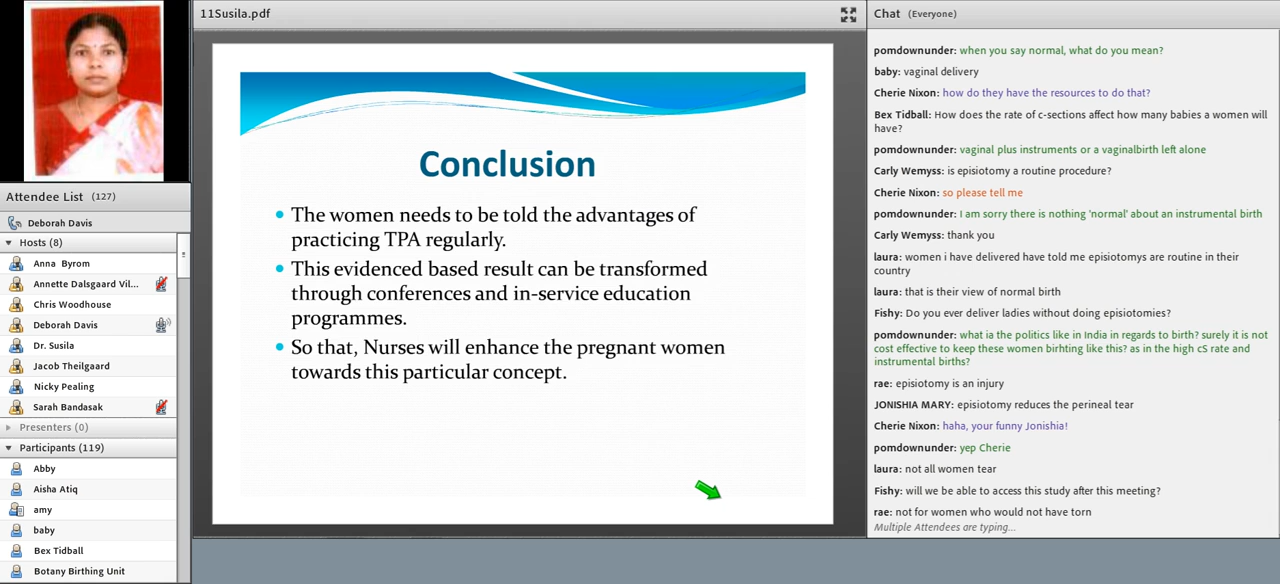 11Susila.pdf
Attendee List (127)
Deborah Davis
Hosts (8)
Anna Byrom
Annette Dalsgaard Vil...
Chris Woodhouse
Deborah Davis
Dr. Susila
Jacob Theilgaard
Nicky Pealing
Sarah Bandasak
Presenters (0)
Participants (119)
Abby
Aisha Atiq
amy
baby
Bex Tidball
Botany Birthing Unit
Conclusion
• The women needs to be told the advantages of
practicing TPA regularly.
• This evidenced based result can be transformed
through conferences and in-service education
programmes.
• So that, Nurses will enhance the pregnant women
towards this particular concept.
Chat (Everyone)
pomdownunder: when you say normal, what do you mean?
baby: vaginal delivery
Cherie Nixon: how do they have the resources to do that?
Bex Tidball: How does the rate of c-sections affect how many babies a women will
have?
pomdownunder: vaginal plus instruments or a vaginalbirth left alone
Carly Wemyss: is episiotomy a routine procedure?
Cherie Nixon: so please tell me
pomdownunder: I am sorry there is nothing 'normal' about an instrumental birth
Carly Wemyss: thank you
laura: women i have delivered have told me episiotomys are routine in their
country
laura: that is their view of normal birth
Fishy: Do you ever deliver ladies without doing episiotomies?
pomdownunder: what ia the politics like in India in regards to birth? surely it is not
cost effective to keep these women birhting like this? as in the high cS rate and
instrumental births?
rae: episiotomy is an injury
JONISHIA MARY: episiotomy reduces the perineal tear
Cherie Nixon: haha, your funny Jonishia!
pomdownunder: yep Cherie
laura: not all women tear
Fishy: will we be able to access this study after this meeting?
rae: not for women who would not have torn
Multiple Attendees are typing...